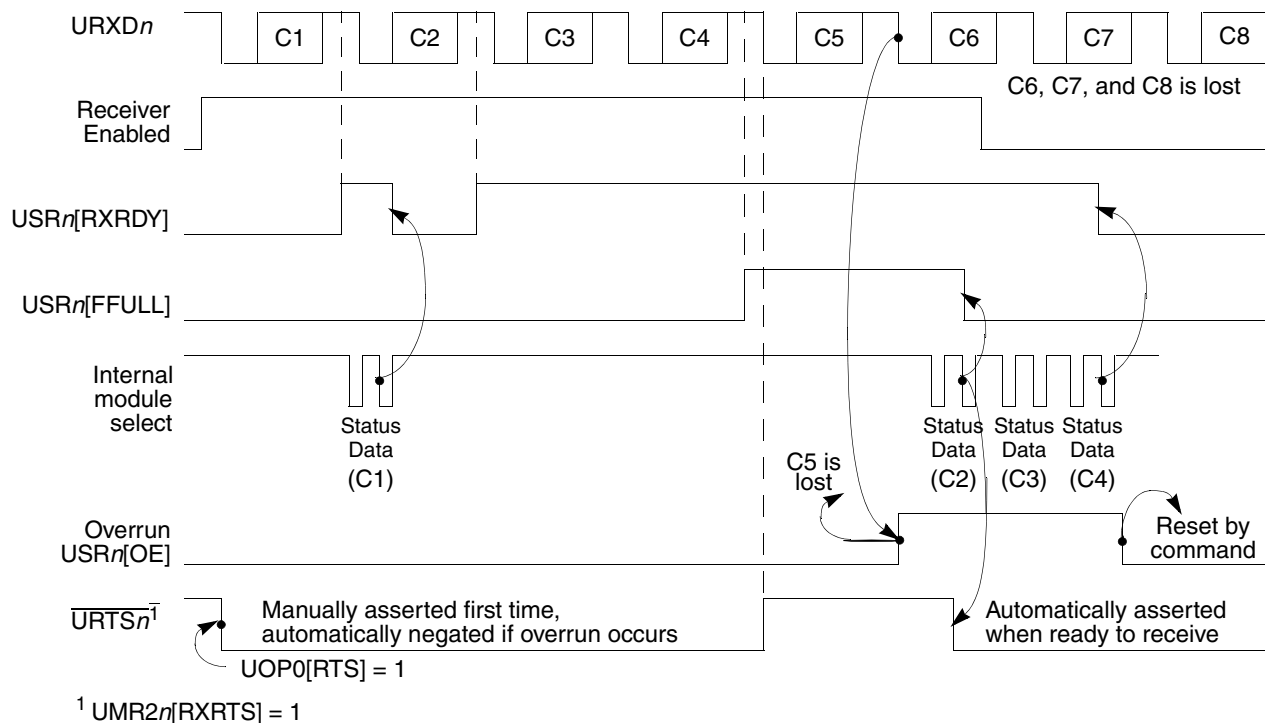 URXDn
C1 C2 C3 C4 C5 C6 C7 C8
C6, C7, and C8 is lost
Receiver
Enabled
USRn[RXRDY]
USRn[FFULL]
Internal
module
select
Status
Data
(C1)
Status
Data
(C2)
Status
Data
(C3)
Status
Data
(C4)
C5 is
lost
Overrun
USRn[OE]
Reset by
command
URTSn¹
Manually asserted first time,
automatically negated if overrun occurs
Automatically asserted
when ready to receive
UOP0[RTS] = 1
¹ UMR2n[RXRTS] = 1